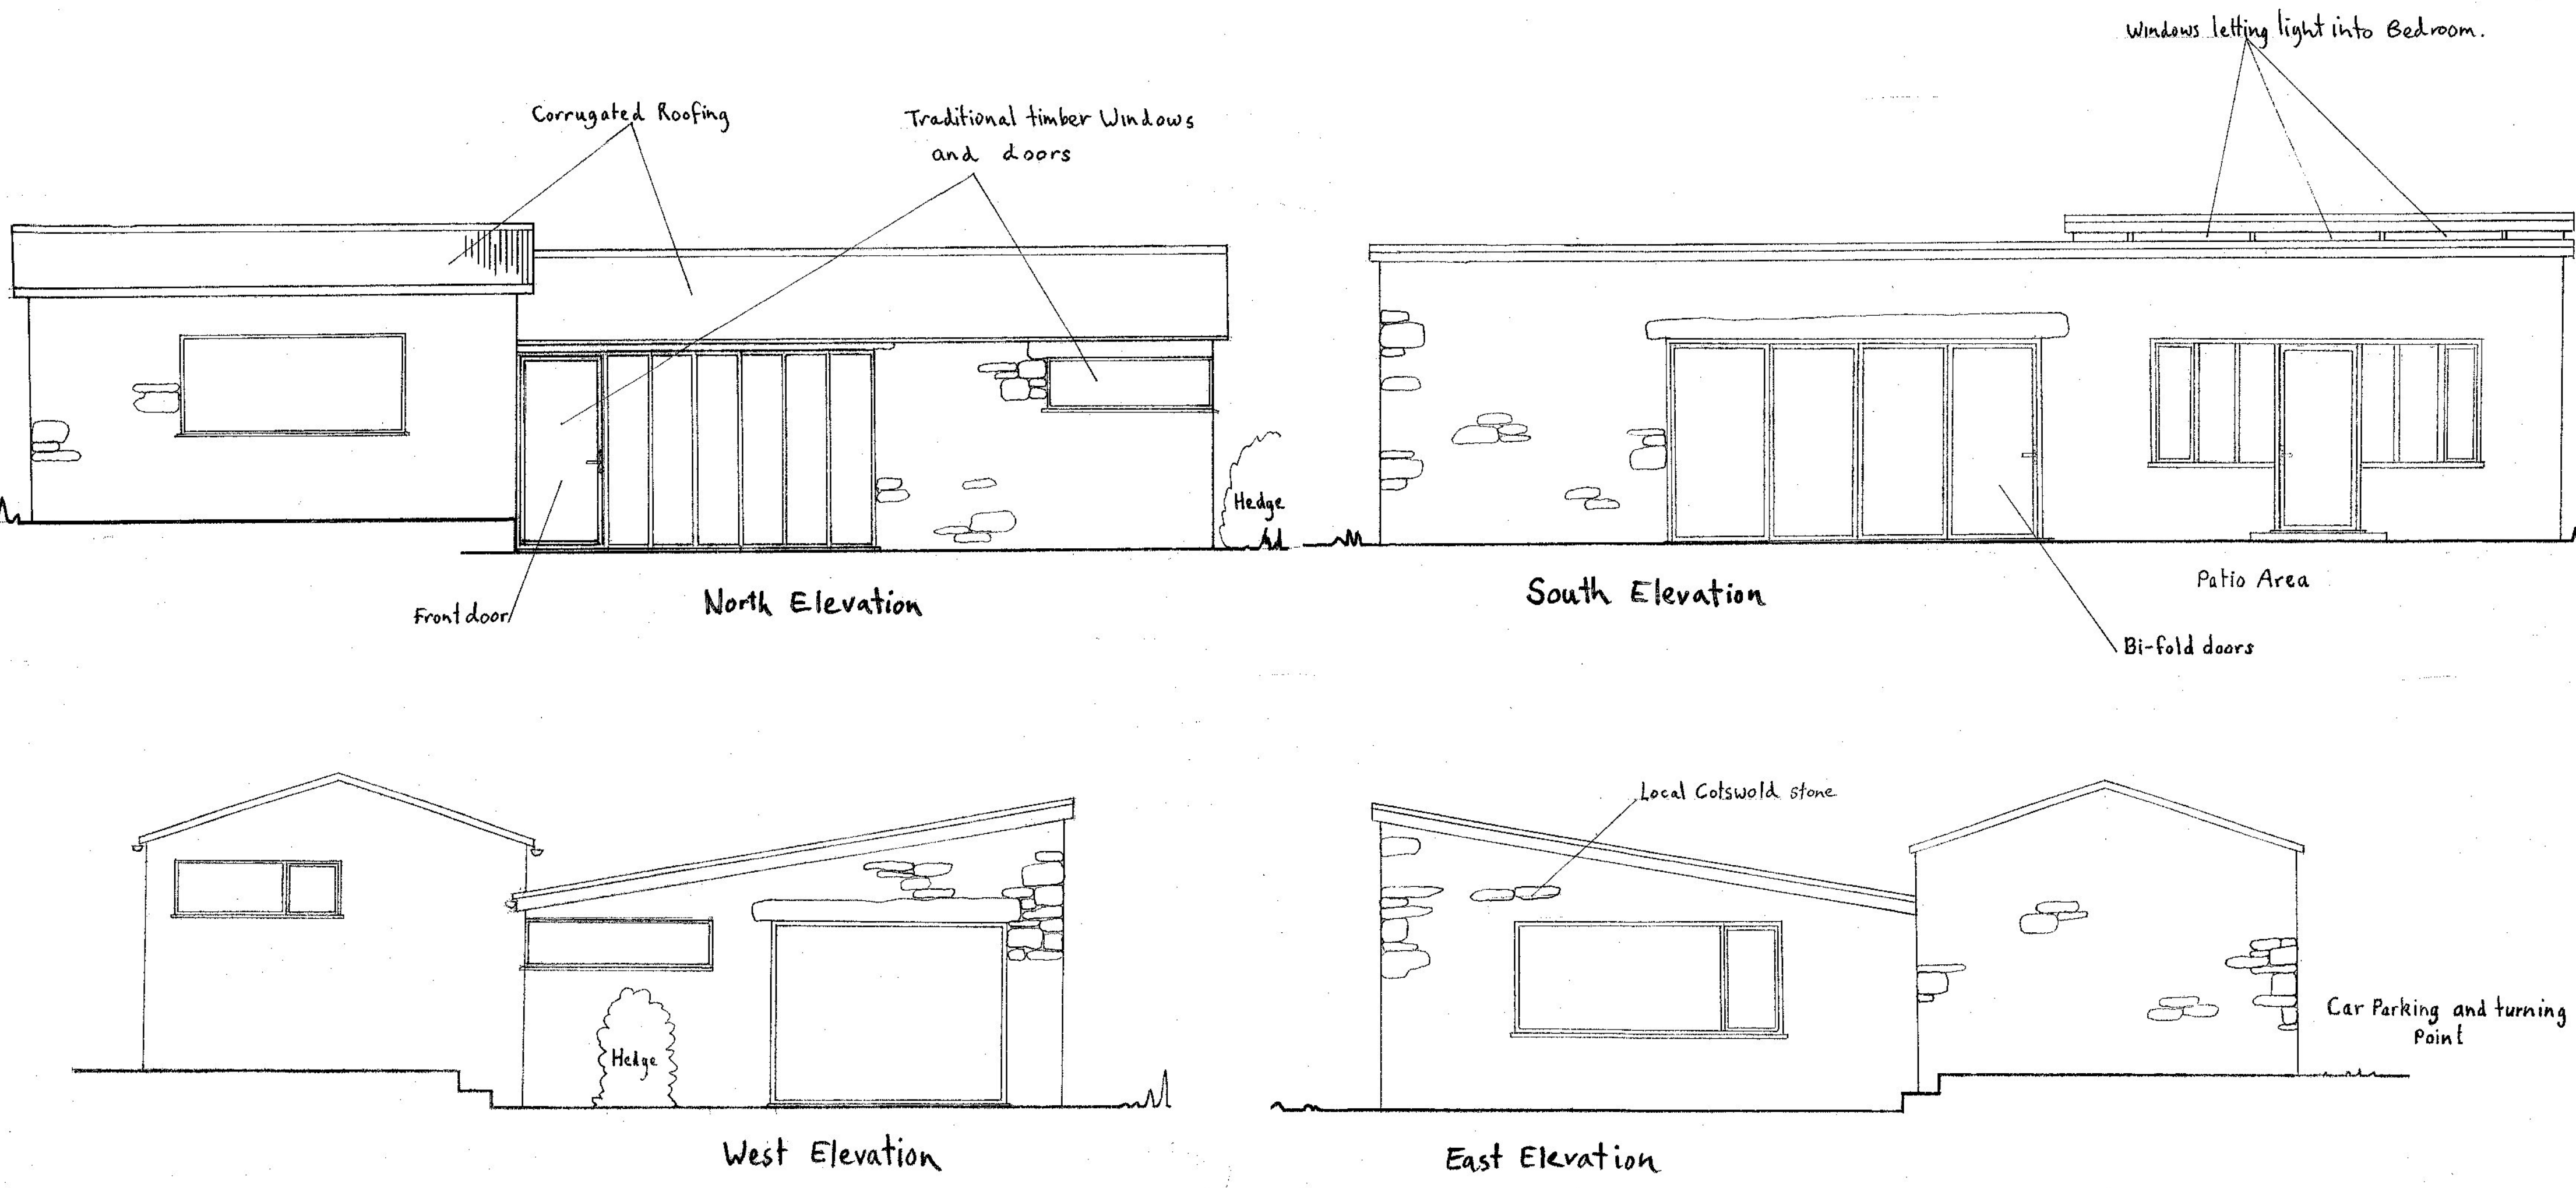 Windows letting light into Bedroom.
Corrugated Roofing
Traditional timber Windows
and doors
Hedge
Front door
North Elevation
South Elevation
Patio Area
Bi-fold doors
Local Cotswold stone
Hedge
Car Parking and turning
Point
West Elevation
East Elevation